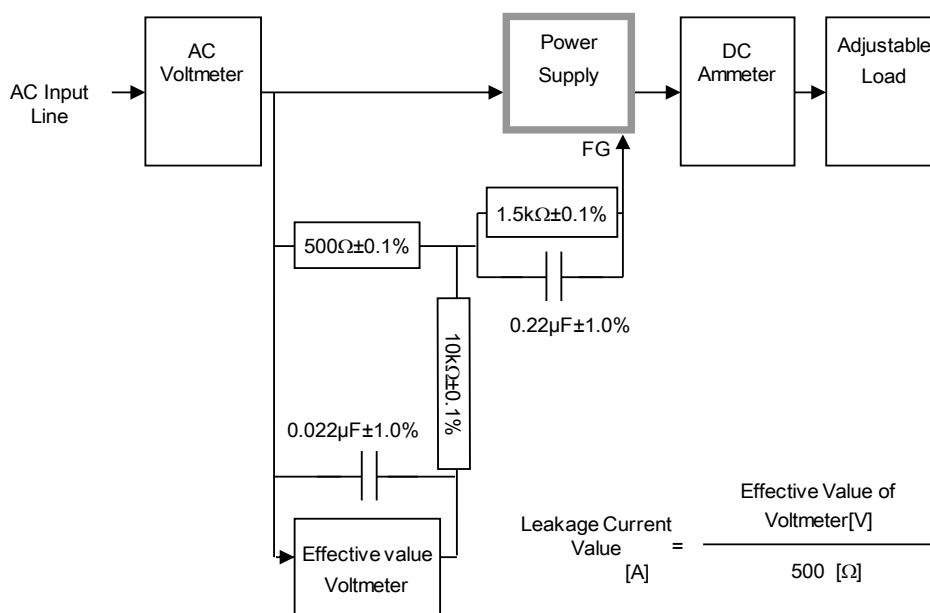 AC Input
Line
AC
Voltmeter
Power
Supply
DC
Ammeter
Adjustable
Load
FG
1.5kΩ±0.1%
500Ω±0.1%
0.22µF±1.0%
10kΩ±0.1%
0.022µF±1.0%
Effective value
Voltmeter
Leakage Current
Value
[A]
=
Effective Value of
Voltmeter[V]
500 [Ω]